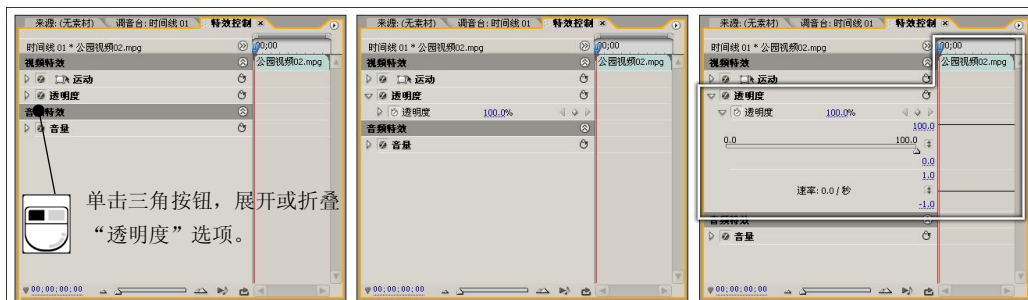 来源: (无素材) 调音台: 时间线 01 特效控制 ×
时间线 01 * 公园视频02.mpg 00;00
视频特效 公园视频02.mpg
运动
透明度
音频特效
音量
单击三角按钮，展开或折叠
“透明度”选项。
00;00;00;00
来源: (无素材) 调音台: 时间线 01 特效控制 ×
时间线 01 * 公园视频02.mpg 00;00
视频特效 公园视频02.mpg
运动
透明度
透明度 100.0%
音频特效
音量
00;00;00;00
来源: (无素材) 调音台: 时间线 01 特效控制 ×
时间线 01 * 公园视频02.mpg 00;00
视频特效 公园视频02.mpg
运动
透明度
透明度 100.0%
100.0
0.0 100.0
0.0
1.0
速率: 0.0 / 秒
-1.0
音频特效
音量
00;00;00;00